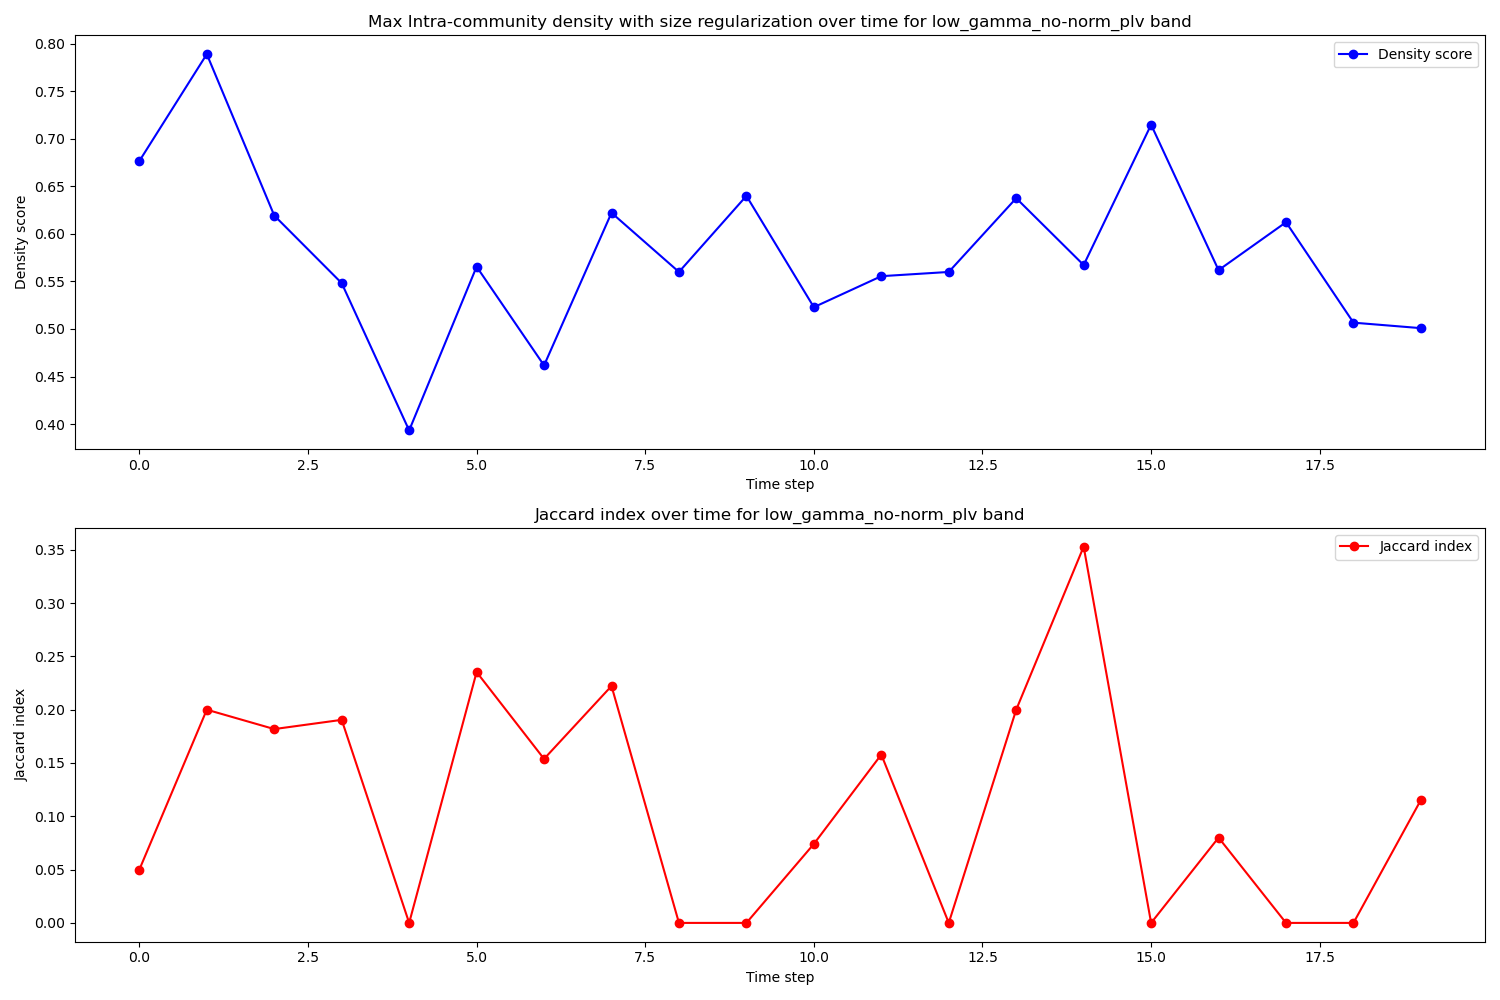 Max Intra-community density with size regularization over time for low_gamma_no-norm_plv band
Density score
0.80
0.75
0.70
0.65
0.60
0.55
0.50
0.45
0.40
Density score
0.0 2.5 5.0 7.5 10.0 12.5 15.0 17.5
Time step
Jaccard index over time for low_gamma_no-norm_plv band
Jaccard index
0.35
0.30
0.25
0.20
0.15
0.10
0.05
0.00
Jaccard index
0.0 2.5 5.0 7.5 10.0 12.5 15.0 17.5
Time step